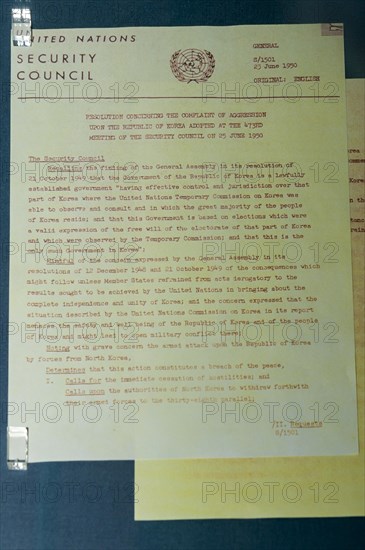 UNITED NATIONS
SECURITY
COUNCIL
GENERAL
S/1501
25 June 1950
ORIGINAL: ENGLISH
RESOLUTION CONCERNING THE COMPLAINT OF AGGRESSION
UPON THE REPUBLIC OF KOREA ADOPTED AT THE 473RD
MEETING OF THE SECURITY COUNCIL ON 25 JUNE 1950
The Security Council
Recalling the finding of the General Assembly in its resolution of
21 October 1949 that the Government of the Republic of Korea is a lawfully
established government "having effective control and jurisdiction over that
part of Korea where the United Nations Temporary Commission on Korea was
able to observe and consult and in which the great majority of the people
of Korea reside; and that this Government is based on elections which were
a valid expression of the free will of the electorate of that part of Korea
and which were observed by the Temporary Commission; and that this is the
only such Government in Korea";
Mindful of the concern expressed by the General Assembly in its
resolutions of 12 December 1948 and 21 October 1949 of the consequences which
might follow unless Member States refrained from acts derogatory to the
results sought to be achieved by the United Nations in bringing about the
complete independence and unity of Korea; and the concern expressed that the
situation described by the United Nations Commission on Korea in its report
menaces the safety and well being of the Republic of Korea and of the people
of Korea and might lead to open military conflict there;
Noting with grave concern the armed attack upon the Republic of Korea
by forces from North Korea,
Determines that this action constitutes a breach of the peace,
I. Calls for the immediate cessation of hostilities; and
Calls upon the authorities of North Korea to withdraw forthwith
their armed forces to the thirty-eighth parallel;
/II. Requests
S/1501
PHOTO 12